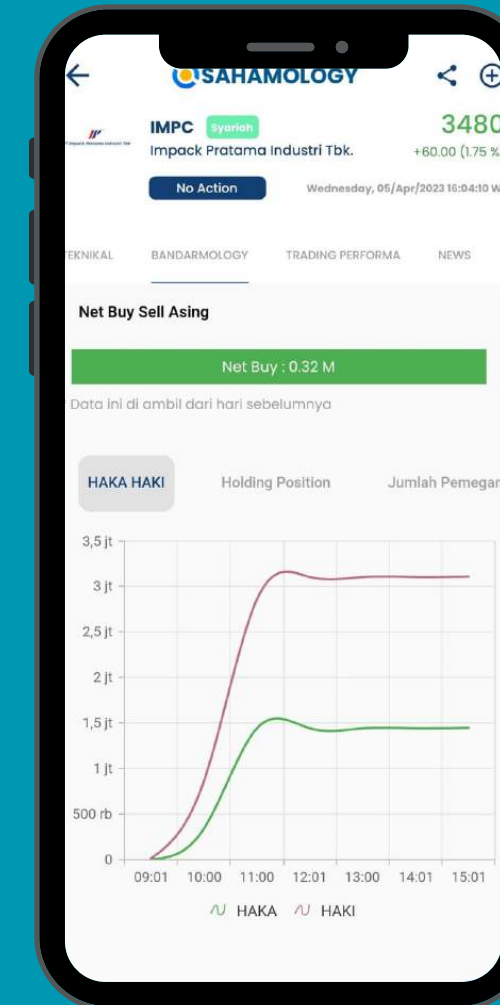 SAHAMOLOGY
IMPC Syariah 3480
Impack Pratama Industri Tbk. +60.00 (1.75 %
No Action Wednesday, 05/Apr/2023 16:04:10 W
TEKNIKAL BANDARMOLOGY TRADING PERFORMA NEWS
Net Buy Sell Asing
Net Buy : 0.32 M
Data ini di ambil dari hari sebelumnya
HAKA HAKI Holding Position Jumlah Pemegan
3,5 jt
3 jt
2,5 jt
2 jt
1,5 jt
1 jt
500 rb
0
09:01 10:00 11:00 12:01 13:00 14:01 15:01
HAKA HAKI